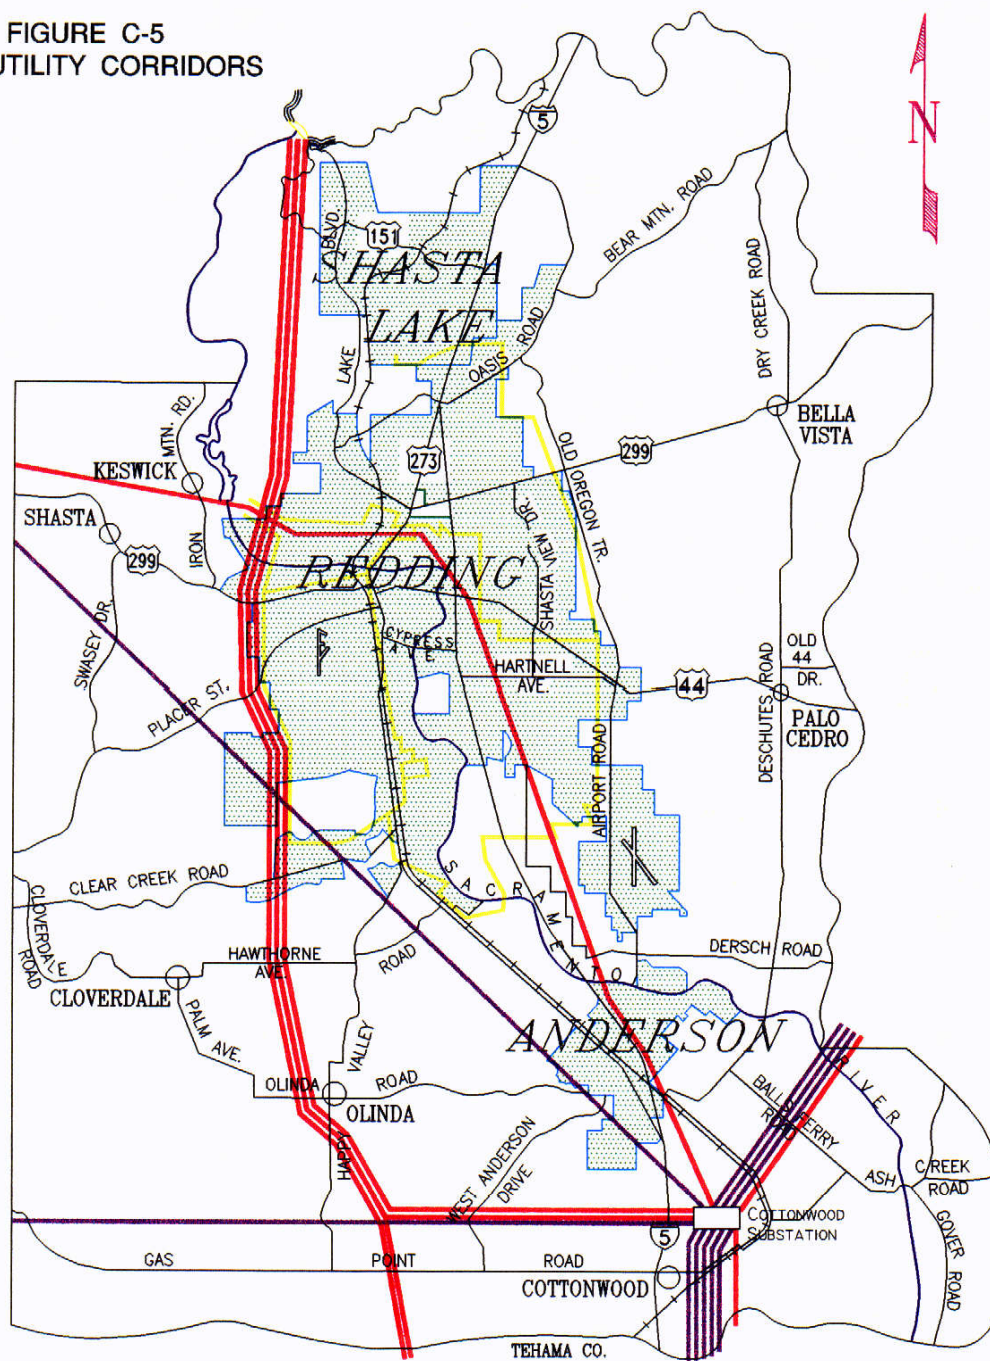 FIGURE C-5
UTILITY CORRIDORS
N
5
BLVD.
151
SHASTA
LAKE
LAKE
OASIS ROAD
BEAR MTN. ROAD
DRY CREEK ROAD
BELLA
VISTA
MTN. RD.
KESWICK
273
299
OLD OREGON TR.
SHASTA
299
IRON
SHASTA VIEW DR.
REDDING
SWASEY DR.
CYPRESS
AVE.
HARTNELL
AVE.
OLD
44
DR.
44
PLACER ST.
DESCHUTES ROAD
PALO
CEDRO
AIRPORT ROAD
CLEAR CREEK ROAD
SACRAMENTO
CLOVERDALE
ROAD
HAWTHORNE
AVE.
ROAD
DERSCH ROAD
CLOVERDALE
PALM AVE.
VALLEY
ANDERSON
RIVER
OLINDA
ROAD
OLINDA
BALLS FERRY
ROAD
HAPPY
WEST ANDERSON
DRIVE
ASH
CREEK
ROAD
COTTONWOOD
SUBSTATION
GOVER ROAD
5
GAS
POINT
ROAD
COTTONWOOD
TEHAMA CO.